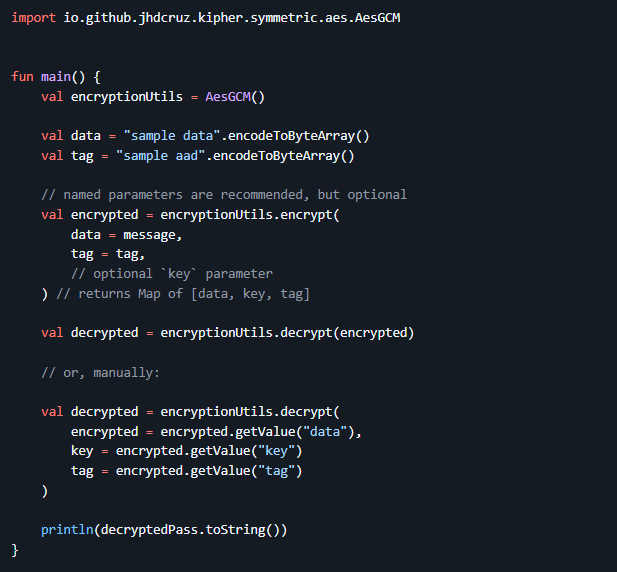 import io.github.jhdcruz.kipher.symmetric.aes.AesGCM
fun main() {
    val encryptionUtils = AesGCM()
    val data = "sample data".encodeToByteArray()
    val tag = "sample aad".encodeToByteArray()
    // named parameters are recommended, but optional
    val encrypted = encryptionUtils.encrypt(
        data = message,
        tag = tag,
        // optional `key` parameter
    ) // returns Map of [data, key, tag]
    val decrypted = encryptionUtils.decrypt(encrypted)
    // or, manually:
    val decrypted = encryptionUtils.decrypt(
        encrypted = encrypted.getValue("data"),
        key = encrypted.getValue("key")
        tag = encrypted.getValue("tag")
    )
    println(decryptedPass.toString())
}